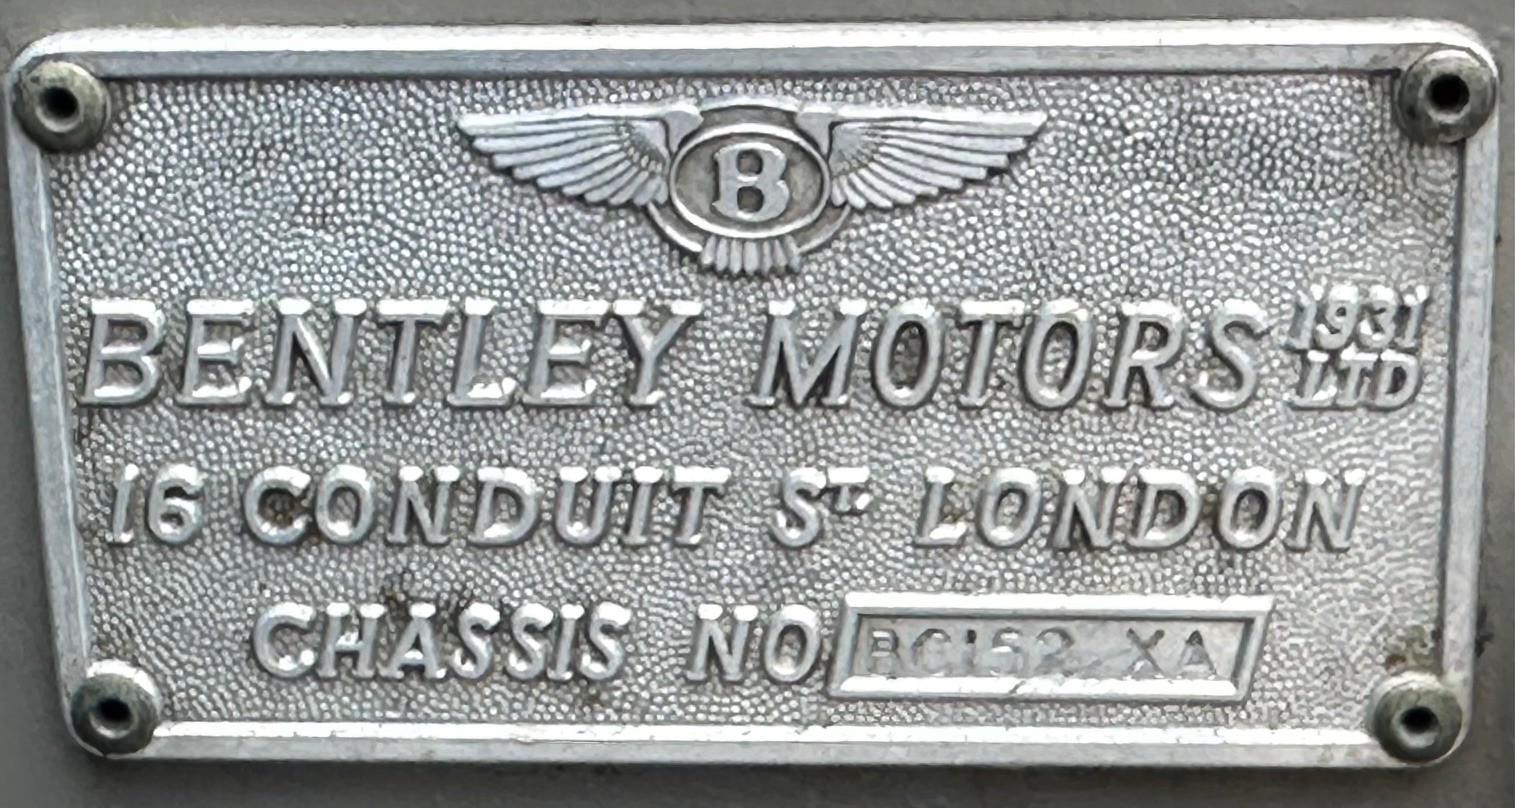 B
BENTLEY MOTORS 1931 LTD
16 CONDUIT ST. LONDON
CHASSIS NO BC152 XA